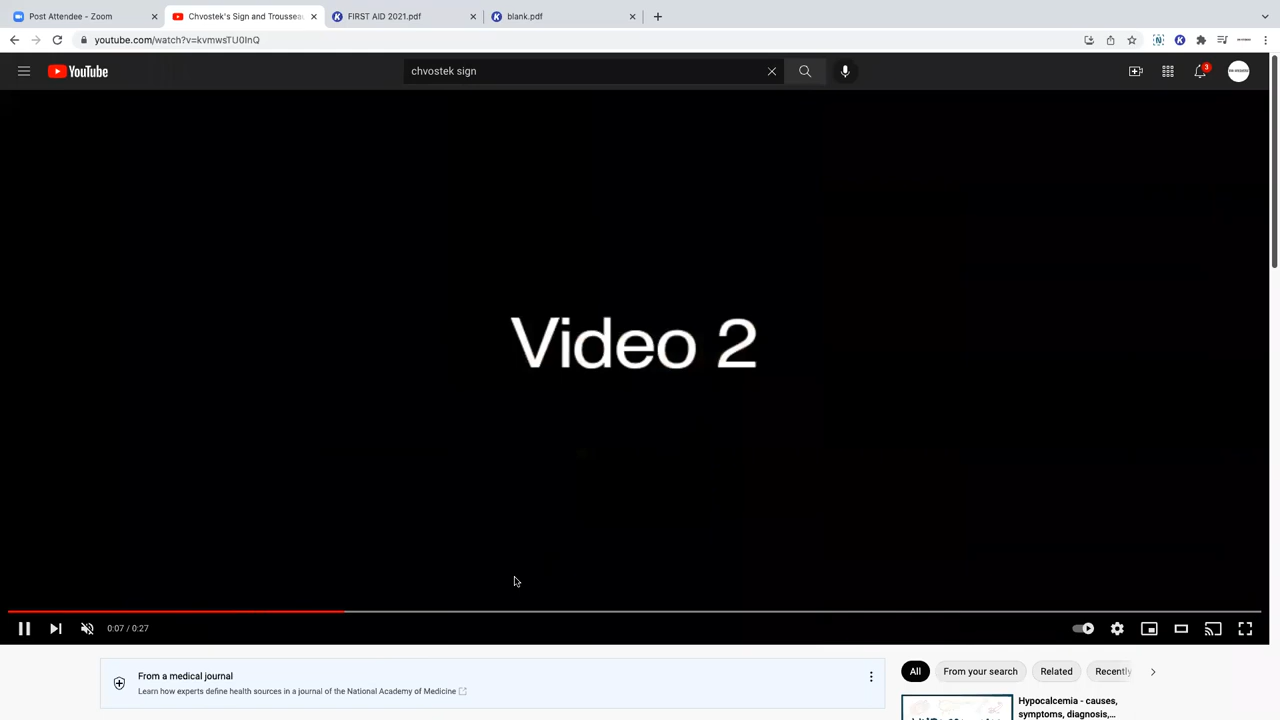 Post Attendee - Zoom
Chvostek's Sign and Trousseau
FIRST AID 2021.pdf
blank.pdf
youtube.com/watch?v=kvmwsTU0InQ
YouTube
chvostek sign
3
Video 2
0:07 / 0:27
From a medical journal
Learn how experts define health sources in a journal of the National Academy of Medicine
All
From your search
Related
Recently
Hypocalcemia - causes,
symptoms, diagnosis,...